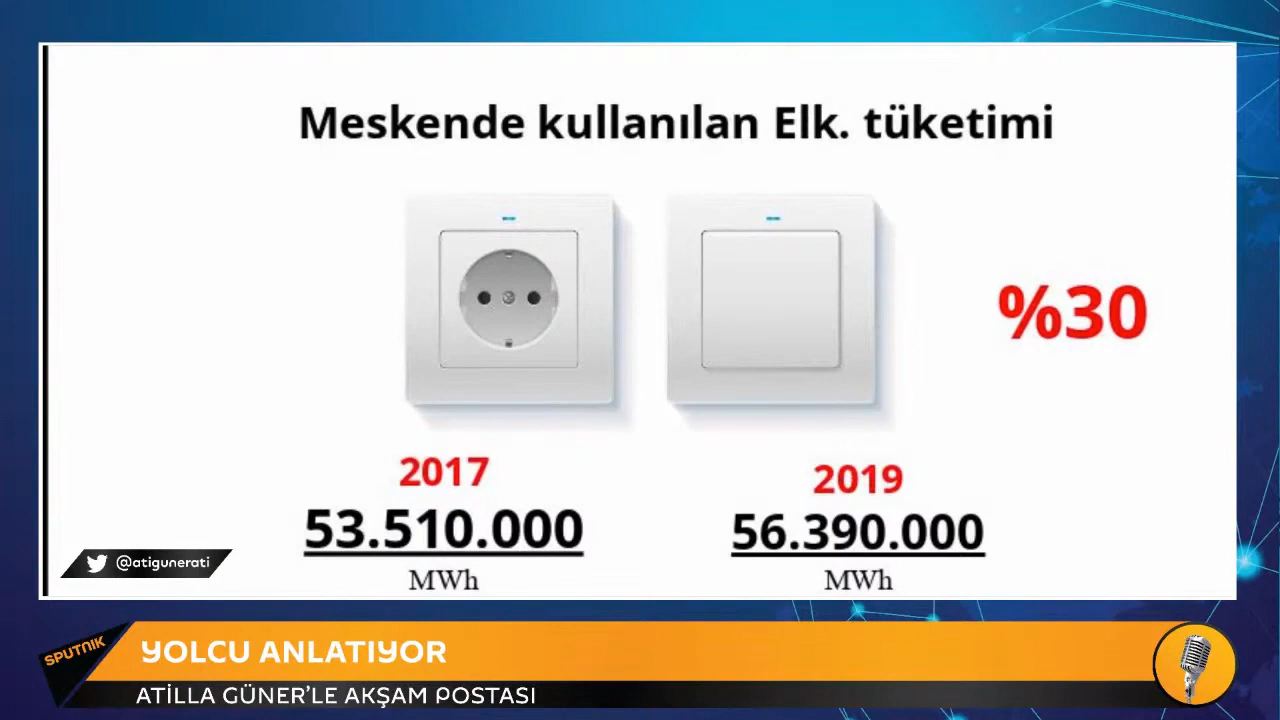 Meskende kullanılan Elk. tüketimi
%30
2017
53.510.000
MWh
2019
56.390.000
MWh
@atigunerati
SPUTNİK
YOLCU ANLATIYOR
ATİLLA GÜNER'LE AKŞAM POSTASI